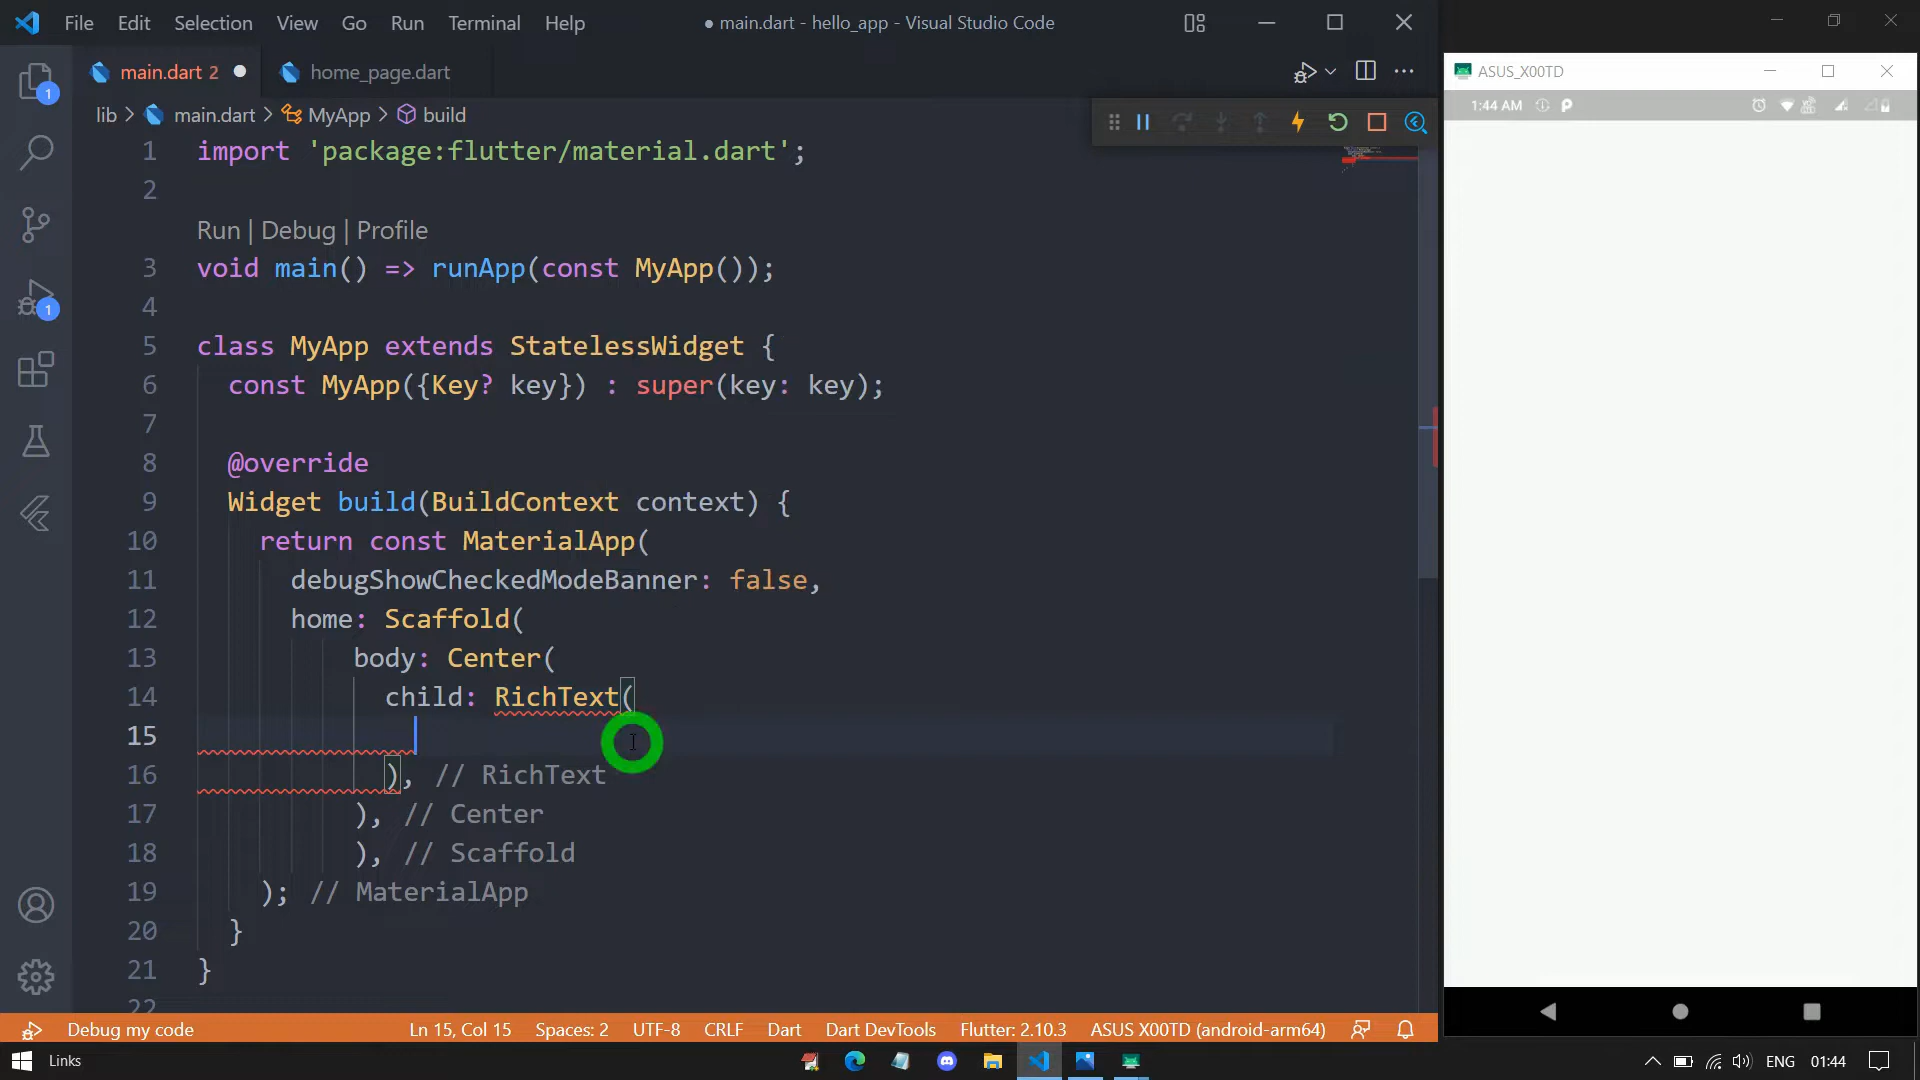 File Edit Selection View Go Run Terminal Help
● main.dart - hello_app - Visual Studio Code
main.dart 2
home_page.dart
lib > main.dart > MyApp > build
1 import 'package:flutter/material.dart';
2
Run | Debug | Profile
3 void main() => runApp(const MyApp());
4
5 class MyApp extends StatelessWidget {
6 const MyApp({Key? key}) : super(key: key);
7
8 @override
9 Widget build(BuildContext context) {
10 return const MaterialApp(
11 debugShowCheckedModeBanner: false,
12 home: Scaffold(
13 body: Center(
14 child: RichText(
15
16 ), // RichText
17 ), // Center
18 ), // Scaffold
19 ); // MaterialApp
20 }
21 }
22
1
1
ASUS_X00TD
1:44 AM
Debug my code
Ln 15, Col 15 Spaces: 2 UTF-8 CRLF Dart Dart DevTools Flutter: 2.10.3 ASUS X00TD (android-arm64)
Links
ENG 01:44